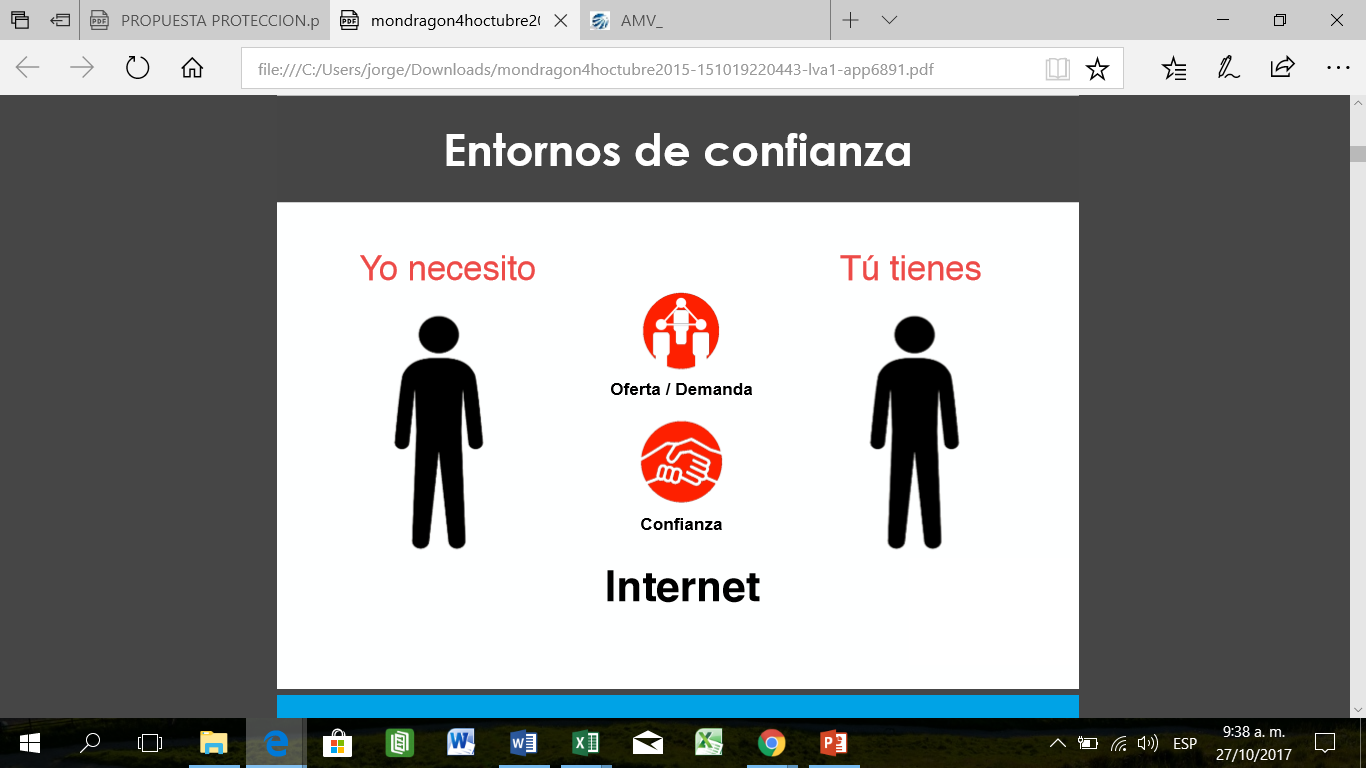 PROPUESTA PROTECCION.p
mondragon4hoctubre20
AMV_
file:///C:/Users/jorge/Downloads/mondragon4hoctubre2015-151019220443-lva1-app6891.pdf
Entornos de confianza
Yo necesito
Tú tienes
Oferta / Demanda
Confianza
Internet
ESP
9:38 a. m.
27/10/2017